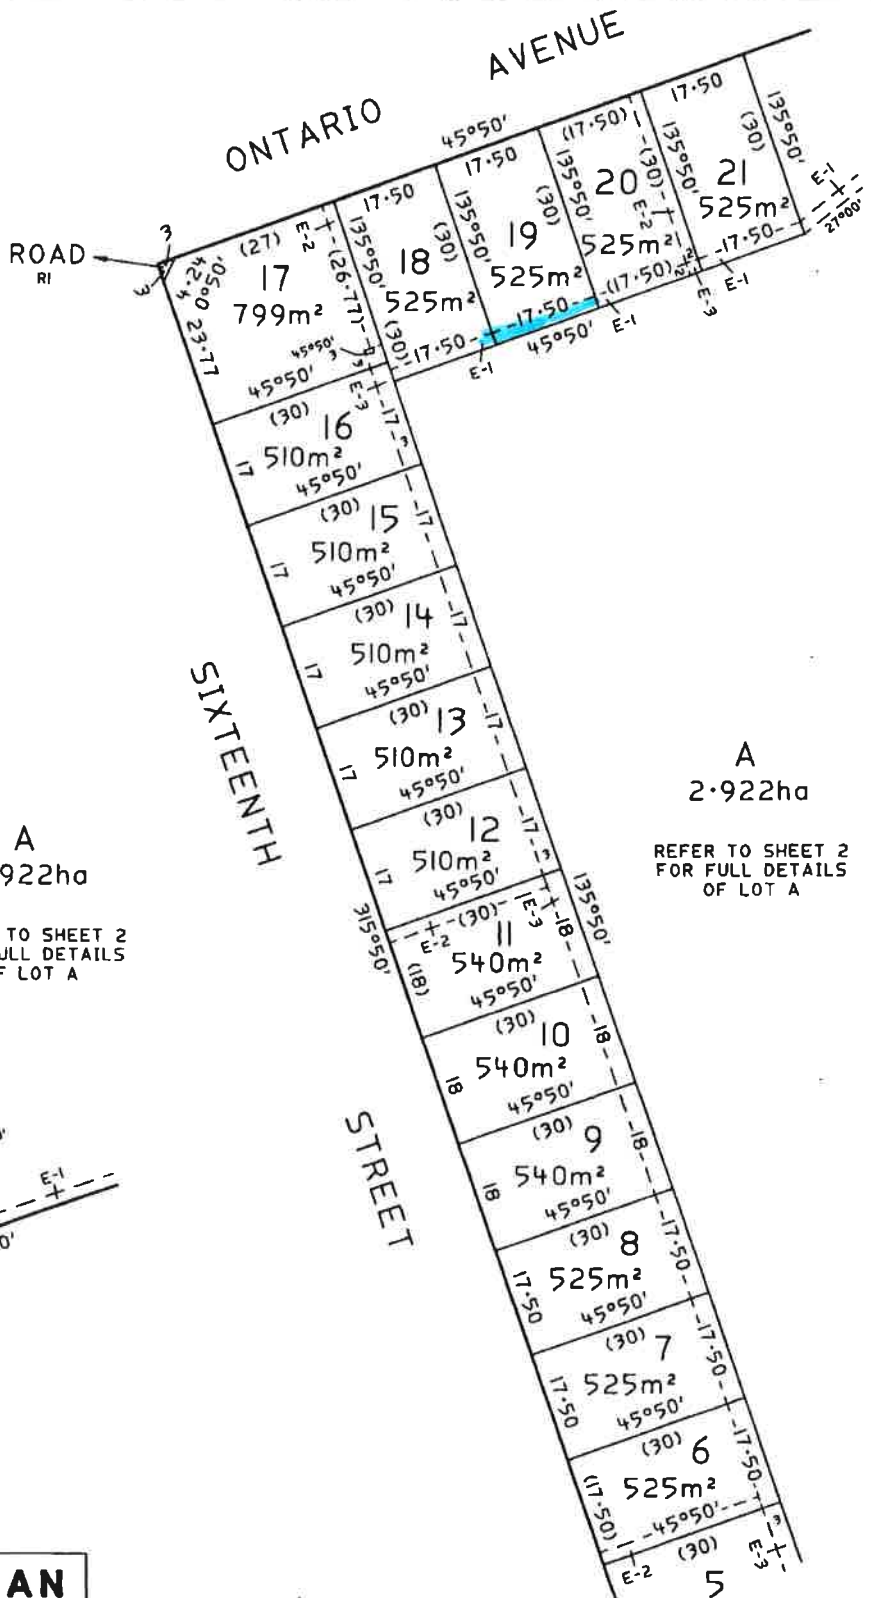 ONTARIO AVENUE
45°50'
ROAD
R1
3
3
4·24
0°50'
23·77
(27)
17
799m²
E-2
(26·77)
45°50'
3
3
45°50'
E-3
17·50
135°50'
18
(30)
525m²
(30)
17·50
E-1
17·50
135°50'
19
(30)
525m²
17·50
45°50'
(17·50)
135°50'
20
(30)
E-2
525m²
(17·50)
E-1
2
2
E-3
17·50
135°50'
21
(30)
525m²
17·50
E-1
135°50'
E-1
27°00'
(30)
16
510m²
45°50'
17
17
3
(30)
15
510m²
45°50'
17
17
(30)
14
510m²
45°50'
17
17
(30)
13
510m²
45°50'
17
17
(30)
12
510m²
45°50'
17
17
3
SIXTEENTH
STREET
315°50'
135°50'
(30)
E-2
E-3
11
540m²
45°50'
(18)
18
(30)
10
540m²
45°50'
18
18
(30)
9
540m²
45°50'
18
18
(30)
8
525m²
45°50'
17·50
17·50
(30)
7
525m²
45°50'
17·50
17·50
(30)
6
525m²
45°50'
(17·50)
17·50
3
E-2
(30)
E-3
5
A
2·922ha
REFER TO SHEET 2
FOR FULL DETAILS
OF LOT A
A
922ha
TO SHEET 2
ULL DETAILS
F LOT A
E-1
0'
AN